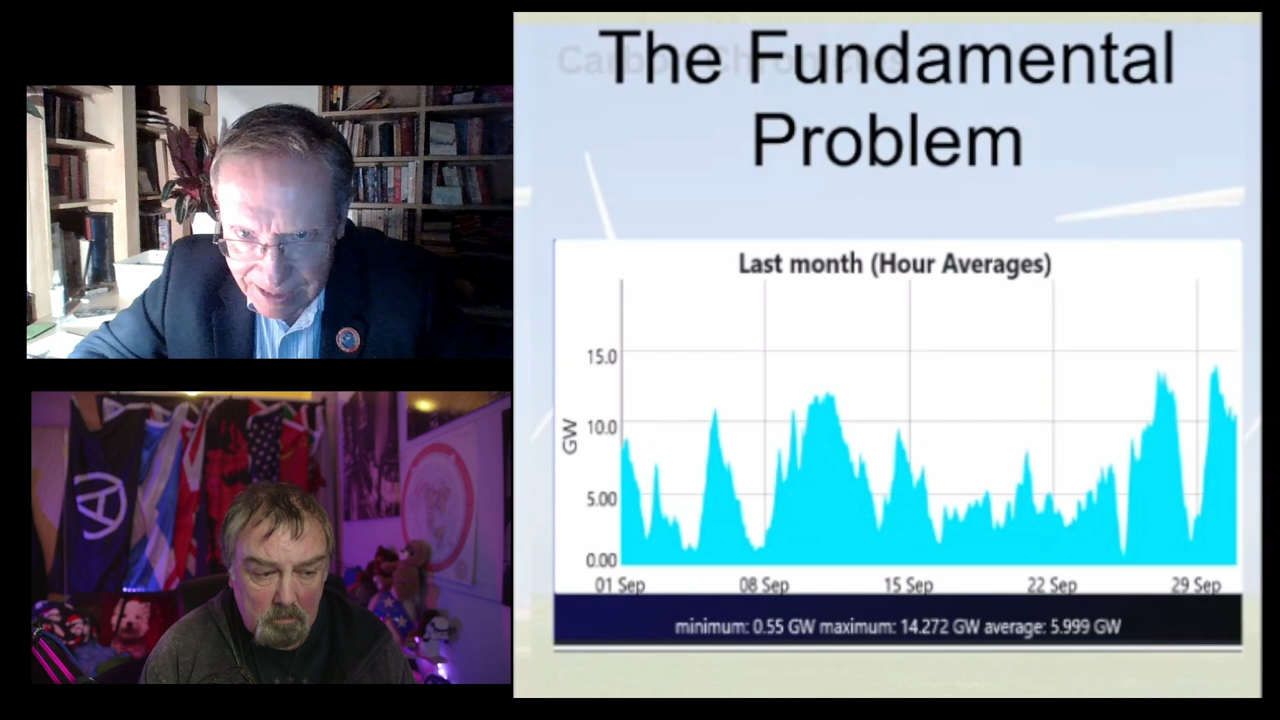 The Fundamental
Problem
Last month (Hour Averages)
GW
15.0
10.0
5.00
0.00
01 Sep
08 Sep
15 Sep
22 Sep
29 Sep
minimum: 0.55 GW maximum: 14.272 GW average: 5.999 GW